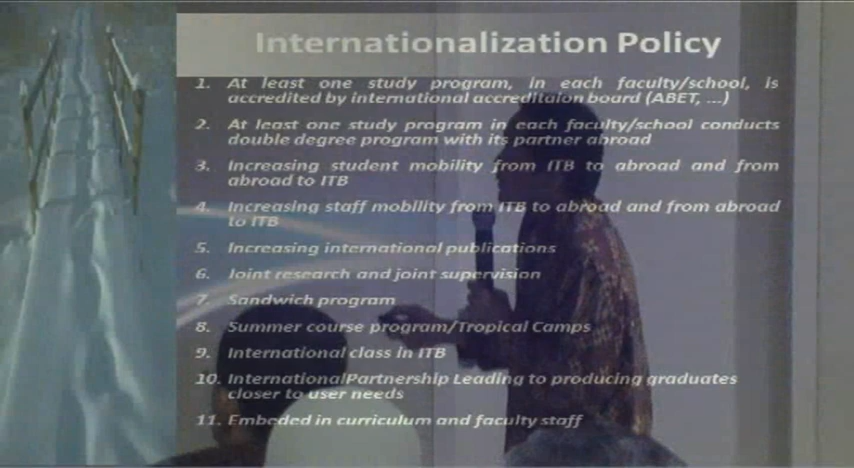 Internationalization Policy
1. At least one study program, in each faculty/school, is
accredited by international accreditaion board (ABET, ...)
2. At least one study program in each faculty/school conducts
double degree program with its partner abroad
3. Increasing student mobility from ITB to abroad and from
abroad to ITB
4. Increasing staff mobility from ITB to abroad and from abroad
to ITB
5. Increasing international publications
6. Joint research and joint supervision
7. Sandwich program
8. Summer course program/Tropical Camps
9. International class in ITB
10. InternationalPartnership Leading to producing graduates
closer to user needs
11. Embeded in curriculum and faculty staff